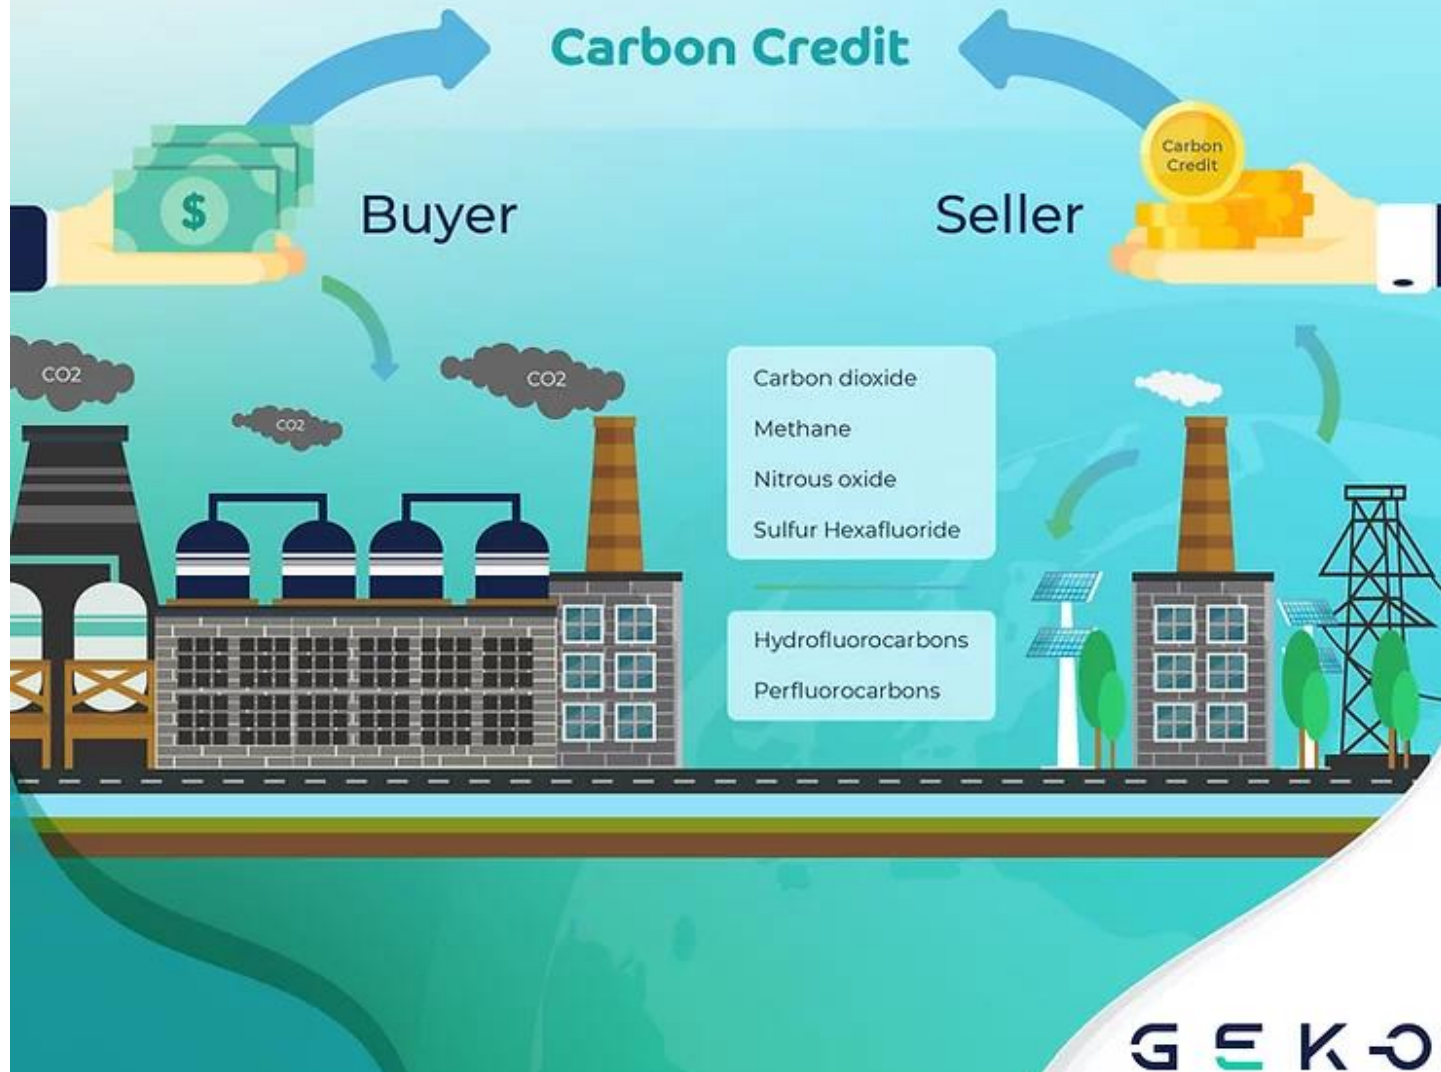 Carbon Credit
Carbon
Credit
$
Buyer
Seller
CO2
CO2
CO2
Carbon dioxide
Methane
Nitrous oxide
Sulfur Hexafluoride
Hydrofluorocarbons
Perfluorocarbons
GEKO